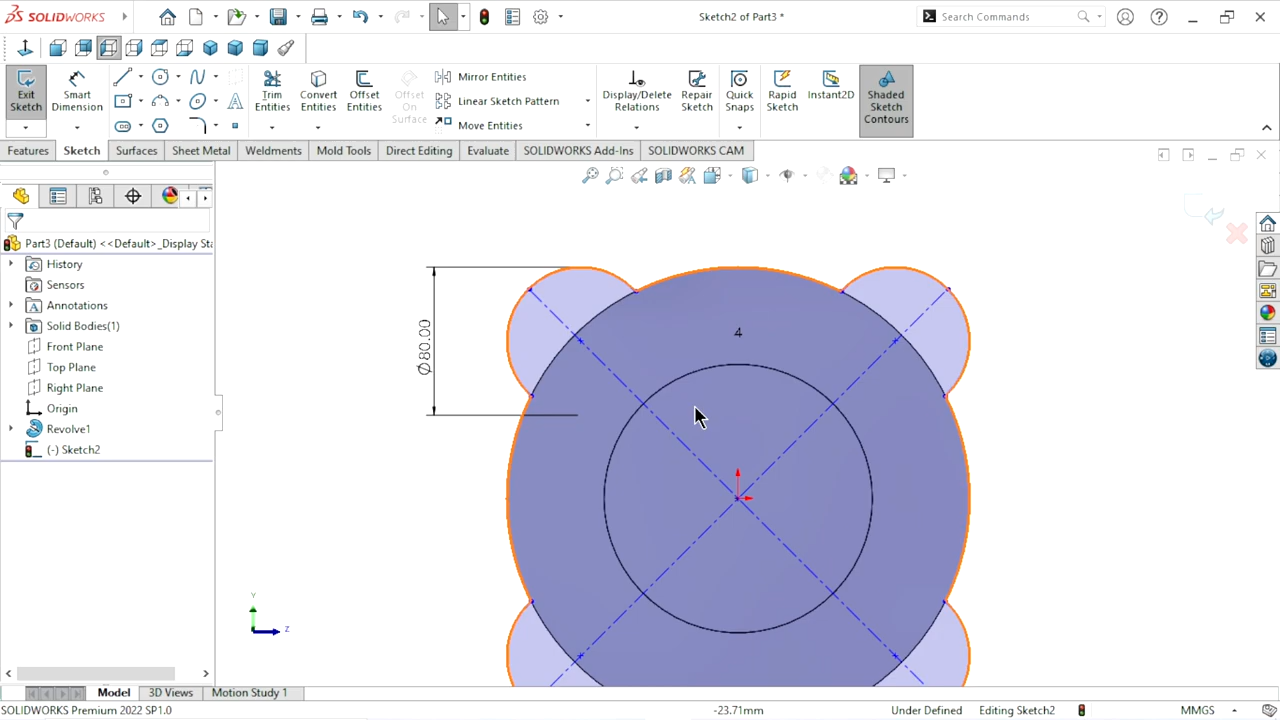 SOLIDWORKS
Sketch2 of Part3 *
Search Commands
Exit Sketch
Smart Dimension
Trim Entities
Convert Entities
Offset Entities
Offset On Surface
Mirror Entities
Linear Sketch Pattern
Move Entities
Display/Delete Relations
Repair Sketch
Quick Snaps
Rapid Sketch
Instant2D
Shaded Sketch Contours
Features
Sketch
Surfaces
Sheet Metal
Weldments
Mold Tools
Direct Editing
Evaluate
SOLIDWORKS Add-Ins
SOLIDWORKS CAM
Part3 (Default) <<Default>_Display Sta
History
Sensors
Annotations
Solid Bodies(1)
Front Plane
Top Plane
Right Plane
Origin
Revolve1
(-) Sketch2
Ø80.00
4
Y
Z
Model
3D Views
Motion Study 1
SOLIDWORKS Premium 2022 SP1.0
-23.71mm
Under Defined
Editing Sketch2
MMGS